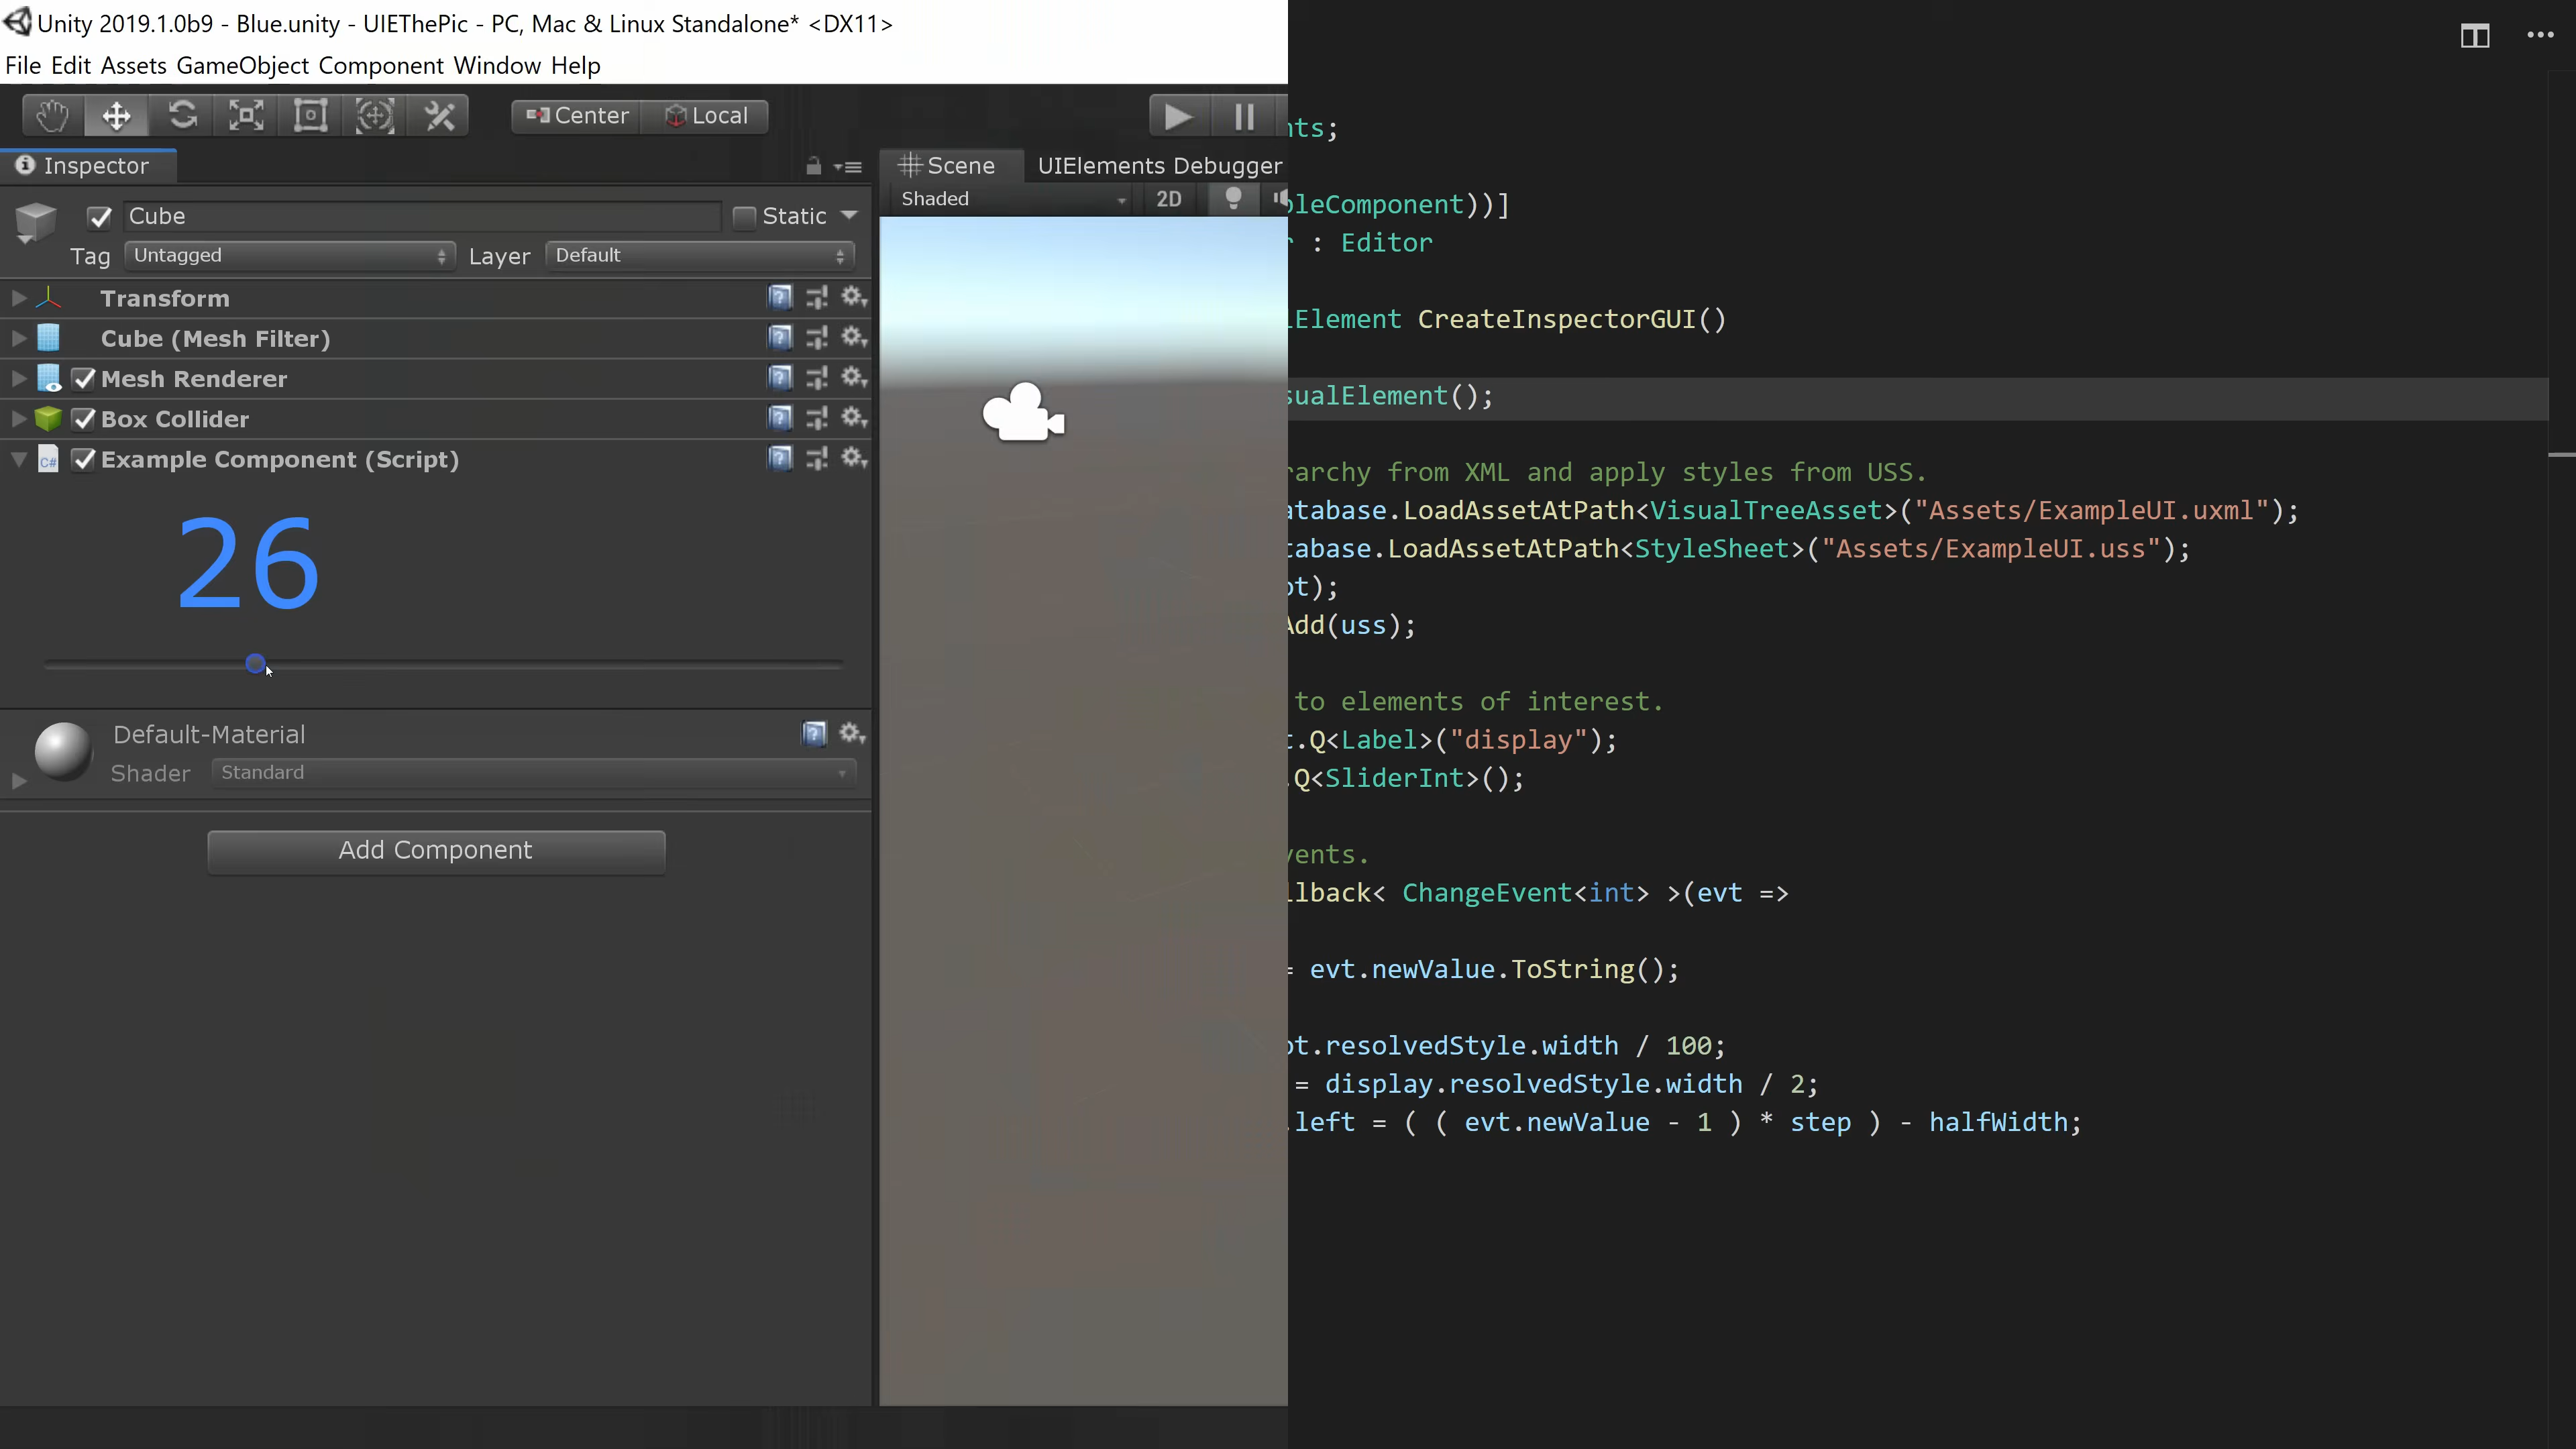 Unity 2019.1.0b9 - Blue.unity - UIEThePic - PC, Mac & Linux Standalone* <DX11>
File Edit Assets GameObject Component Window Help
Center Local
Inspector
Cube Static
Tag Untagged Layer Default
Transform
Cube (Mesh Filter)
Mesh Renderer
Box Collider
C# Example Component (Script)
26
Default-Material
Shader Standard
Add Component
Scene UIElements Debugger
Shaded 2D
nts;
pleComponent))]
r : Editor
lElement CreateInspectorGUI()
sualElement();
rarchy from XML and apply styles from USS.
atabase.LoadAssetAtPath<VisualTreeAsset>("Assets/ExampleUI.uxml");
tabase.LoadAssetAtPath<StyleSheet>("Assets/ExampleUI.uss");
ot);
Add(uss);
to elements of interest.
t.Q<Label>("display");
.Q<SliderInt>();
vents.
llback< ChangeEvent<int> >(evt =>
= evt.newValue.ToString();
ot.resolvedStyle.width / 100;
= display.resolvedStyle.width / 2;
.left = ( ( evt.newValue - 1 ) * step ) - halfWidth;